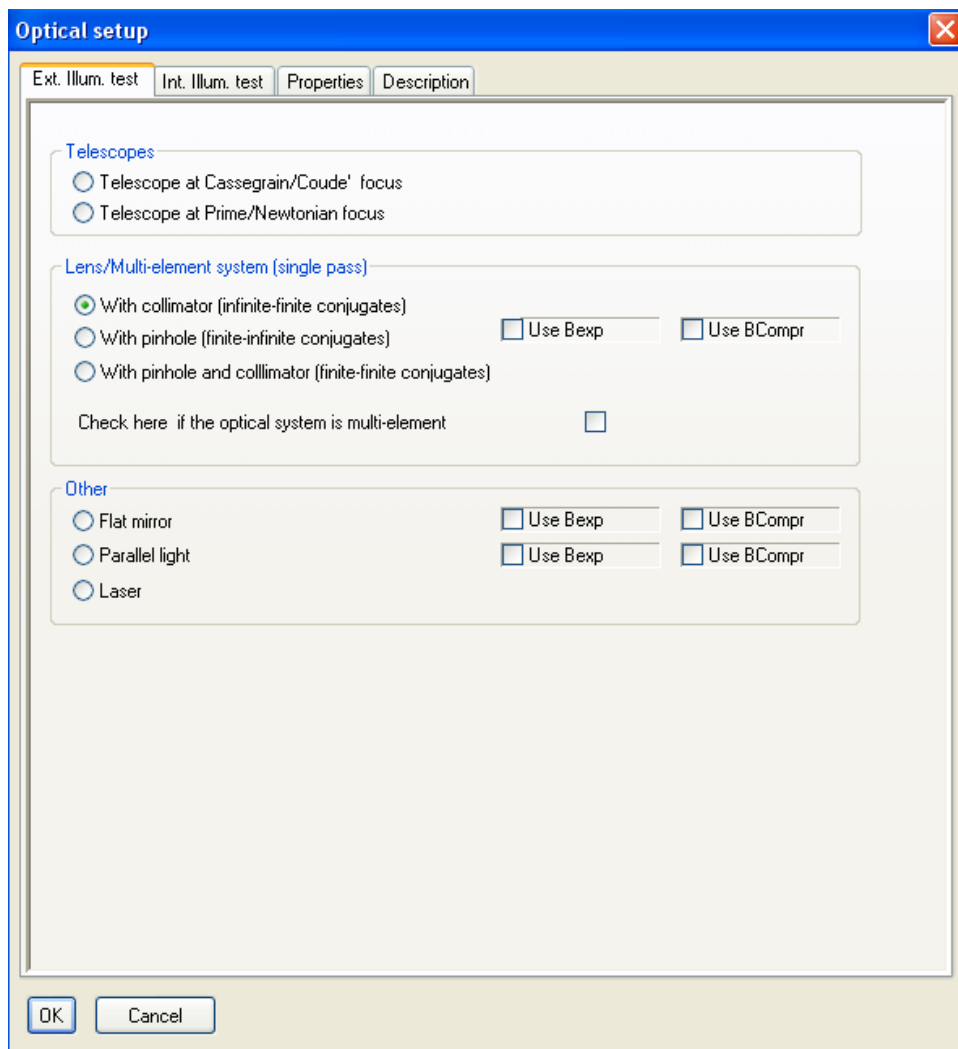 Optical setup
Ext. Illum. test Int. Illum. test Properties Description
Telescopes
Telescope at Cassegrain/Coude' focus
Telescope at Prime/Newtonian focus
Lens/Multi-element system (single pass)
With collimator (infinite-finite conjugates)
With pinhole (finite-infinite conjugates) Use Bexp Use BCompr
With pinhole and colllimator (finite-finite conjugates)
Check here if the optical system is multi-element
Other
Flat mirror Use Bexp Use BCompr
Parallel light Use Bexp Use BCompr
Laser
OK Cancel